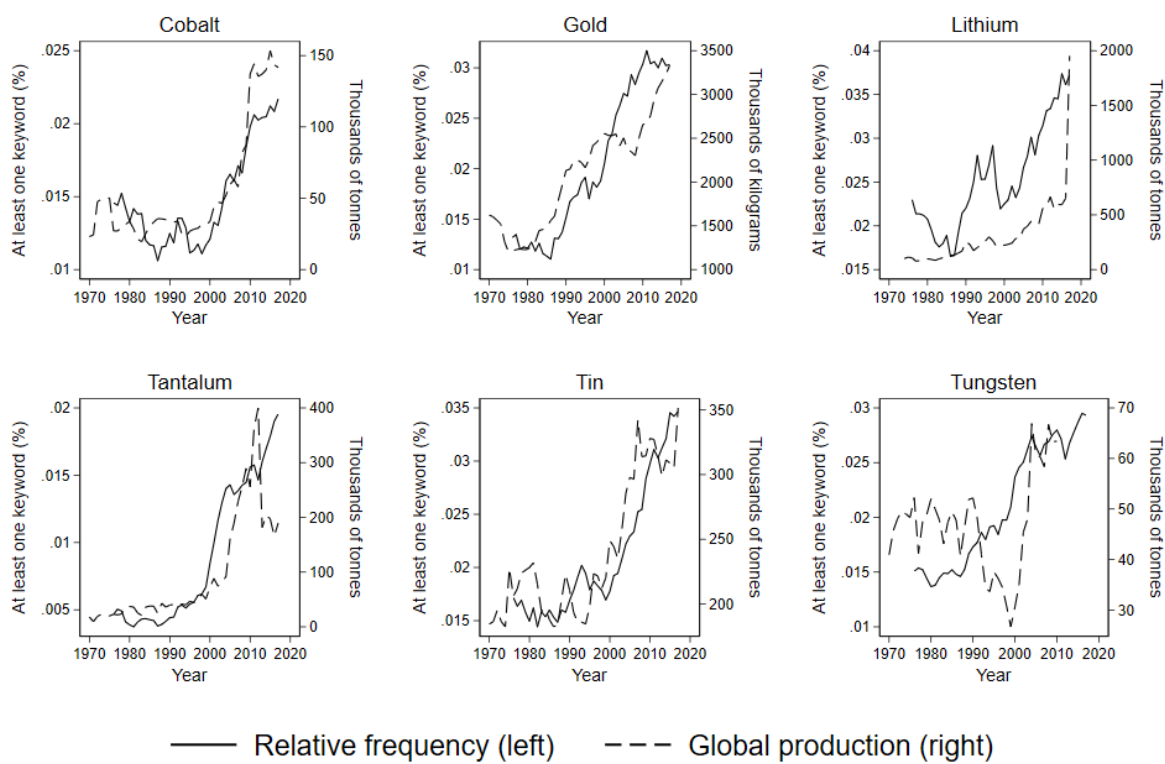 Cobalt
At least one keyword (%)
.025
.02
.015
.01
150
100
50
0
Thousands of tonnes
1970 1980 1990 2000 2010 2020
Year
Gold
At least one keyword (%)
.03
.02
.015
.01
3500
3000
2500
2000
1500
1000
Thousands of kilograms
1970 1980 1990 2000 2010 2020
Year
Lithium
At least one keyword (%)
.04
.035
.03
.025
.02
.015
2000
1500
1000
500
0
Thousands of tonnes
1970 1980 1990 2000 2010 2020
Year
Tantalum
At least one keyword (%)
.02
.015
.01
.005
400
300
200
100
0
Thousands of tonnes
1970 1980 1990 2000 2010 2020
Year
Tin
At least one keyword (%)
.035
.03
.025
.02
.015
350
300
250
200
Thousands of tonnes
1970 1980 1990 2000 2010 2020
Year
Tungsten
At least one keyword (%)
.03
.025
.02
.015
.01
70
60
50
40
30
Thousands of tonnes
1970 1980 1990 2000 2010 2020
Year
Relative frequency (left)
Global production (right)